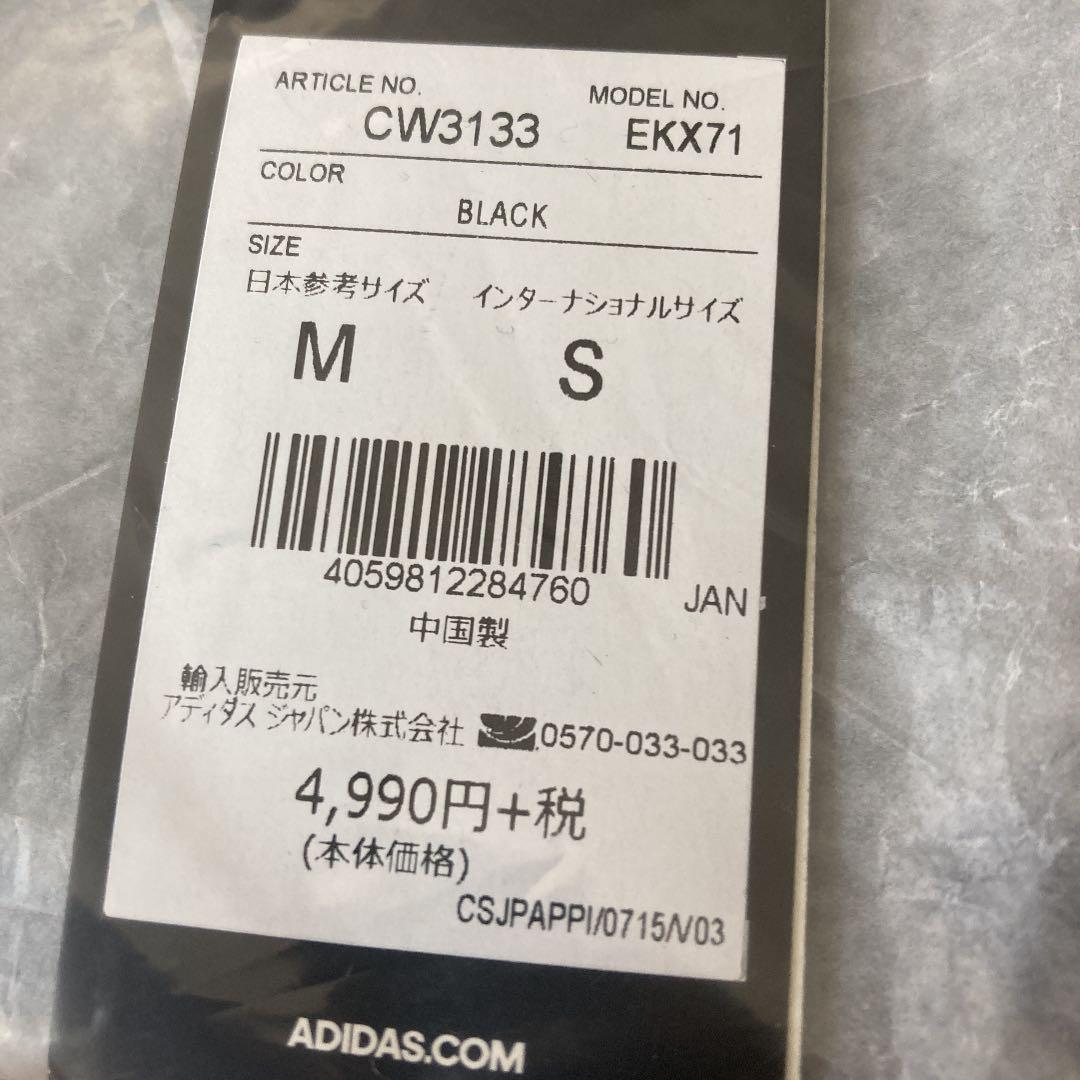 ARTICLE NO. MODEL NO.
CW3133 EKX71
COLOR
BLACK
SIZE
日本参考サイズ インターナショナルサイズ
M S
4059812284760 JAN
中国製
輸入販売元
アディダス ジャパン株式会社 0570-033-033
4,990円+税
(本体価格)
CSJPAPPI/0715/V03
ADIDAS.COM